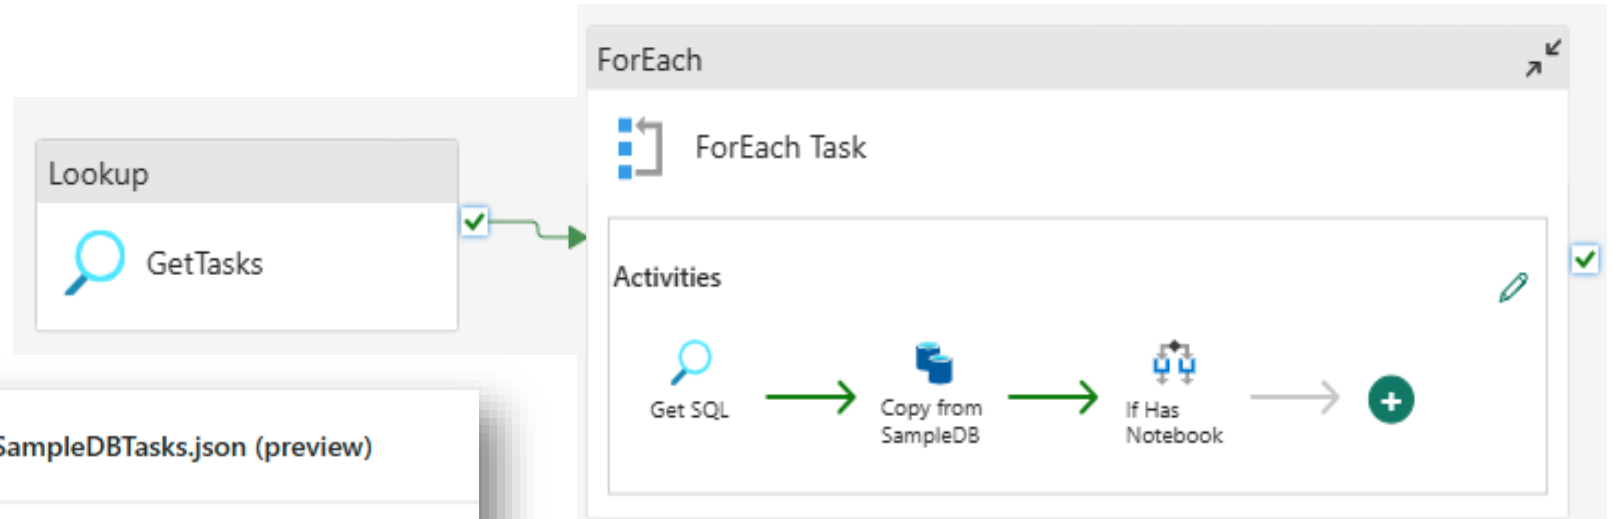 Lookup
GetTasks
ForEach
ForEach Task
Activities
Get SQL
Copy from
SampleDB
If Has
Notebook
SampleDBTasks.json (preview)